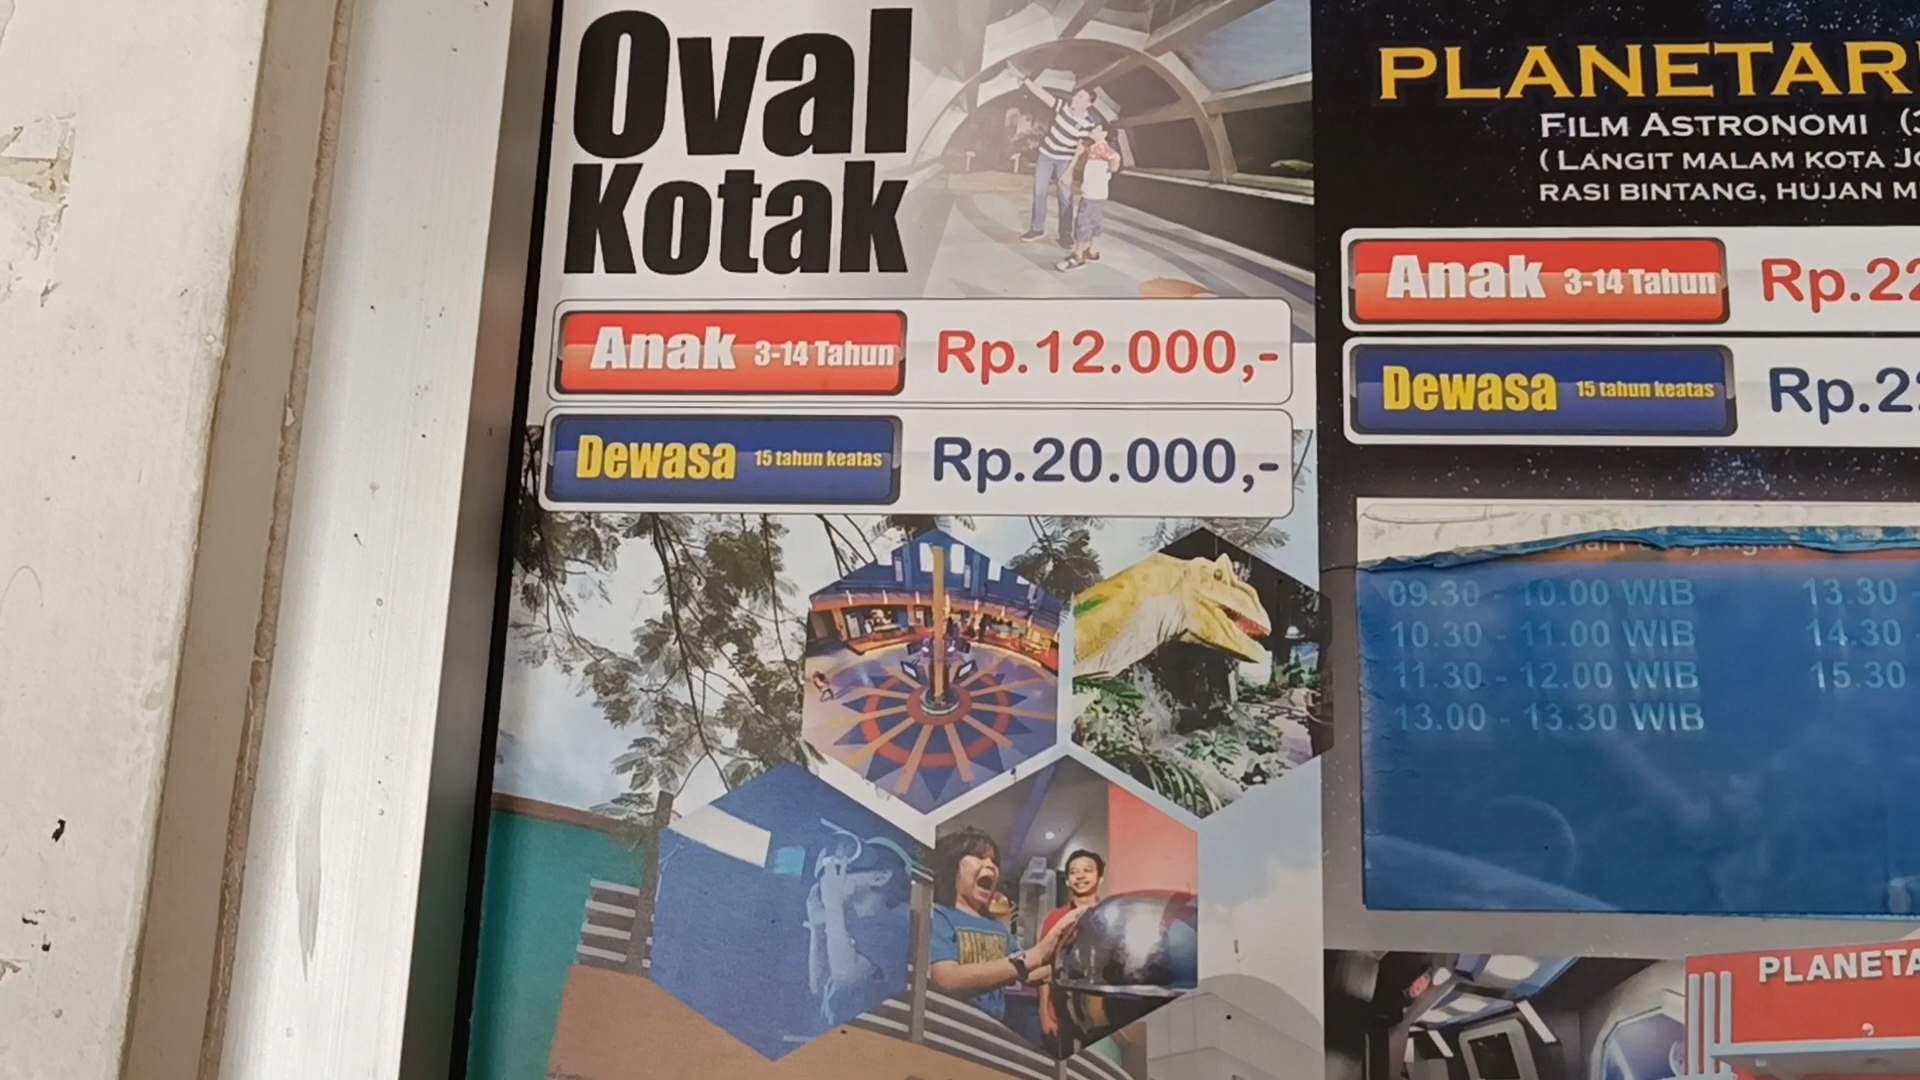 Oval
Kotak
Anak 3-14 Tahun Rp.12.000,-
Dewasa 15 tahun keatas Rp.20.000,-
PLANETAR
FILM ASTRONOMI (3
( LANGIT MALAM KOTA JO
RASI BINTANG, HUJAN M
Anak 3-14 Tahun Rp.22
Dewasa 15 tahun keatas Rp.22
09.30 - 10.00 WIB 13.30 -
10.30 - 11.00 WIB 14.30
11.30 - 12.00 WIB 15.30
13.00 - 13.30 WIB
PLANETA